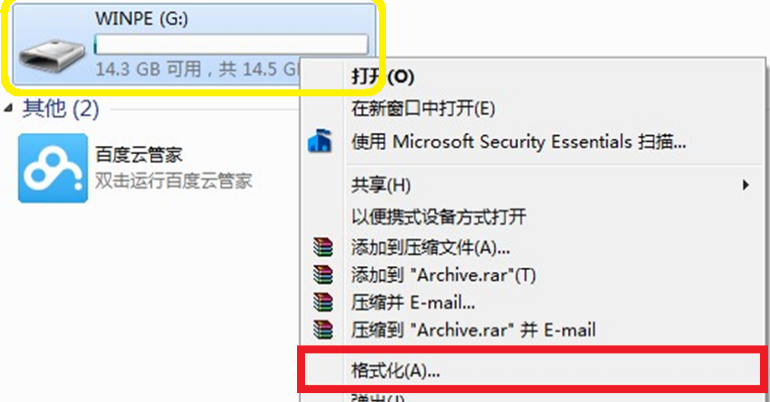 WINPE (G:)
14.3 GB 可用，共 14.5 G
其他 (2)
百度云管家
双击运行百度云管家
打开(O)
在新窗口中打开(E)
使用 Microsoft Security Essentials 扫描...
共享(H)
以便携式设备方式打开
添加到压缩文件(A)...
添加到 "Archive.rar"(T)
压缩并 E-mail...
压缩到 "Archive.rar" 并 E-mail
格式化(A)...
弹出(J)